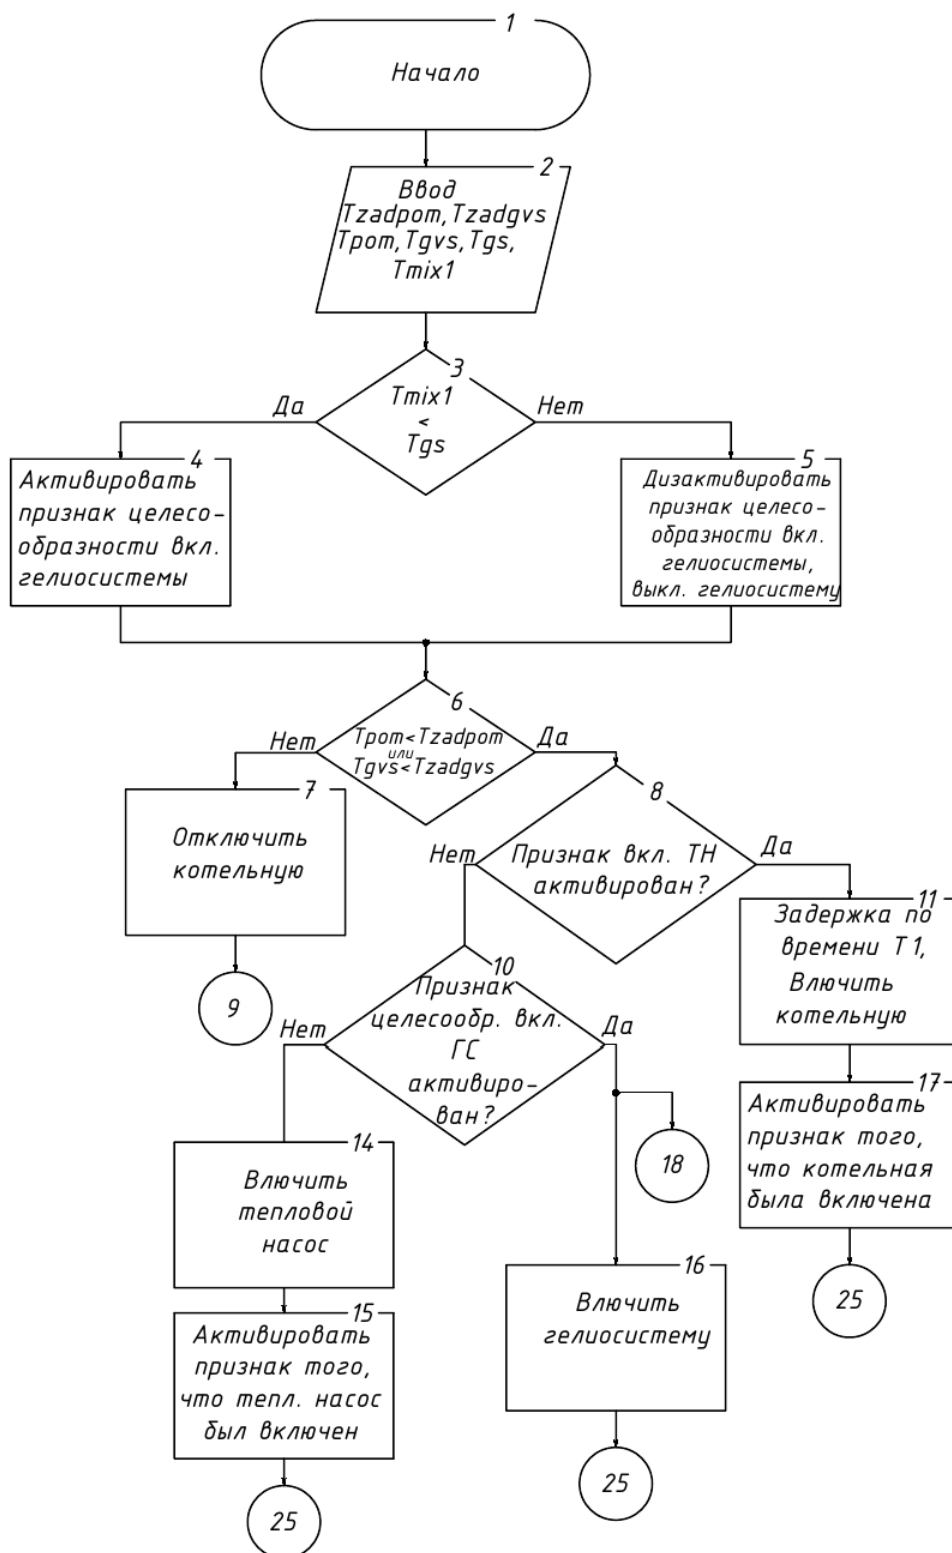 1
Начало
2
Ввод
Tzadpom,Tzadgvs
Tpom,Tgvs,Tgs,
Tmix1
3
Tmix1
<
Tgs
Да
Нет
4
Активировать
признак целесо-
образности вкл.
гелиосистемы
5
Дизактивировать
признак целесо-
образности вкл.
гелиосистемы,
выкл. гелиосистему
6
Tpom<Tzadpom
или
Tgvs<Tzadgvs
Нет
Да
7
Отключить
котельную
9
8
Признак вкл. ТН
активирован?
Нет
Да
11
Задержка по
времени Т1,
Влючить
котельную
10
Признак
целесообр. вкл.
ГС
активиро-
ван?
Нет
Да
17
Активировать
признак того,
что котельная
была включена
18
14
Влючить
тепловой
насос
16
Влючить
гелиосистему
25
15
Активировать
признак того,
что тепл. насос
был включен
25
25